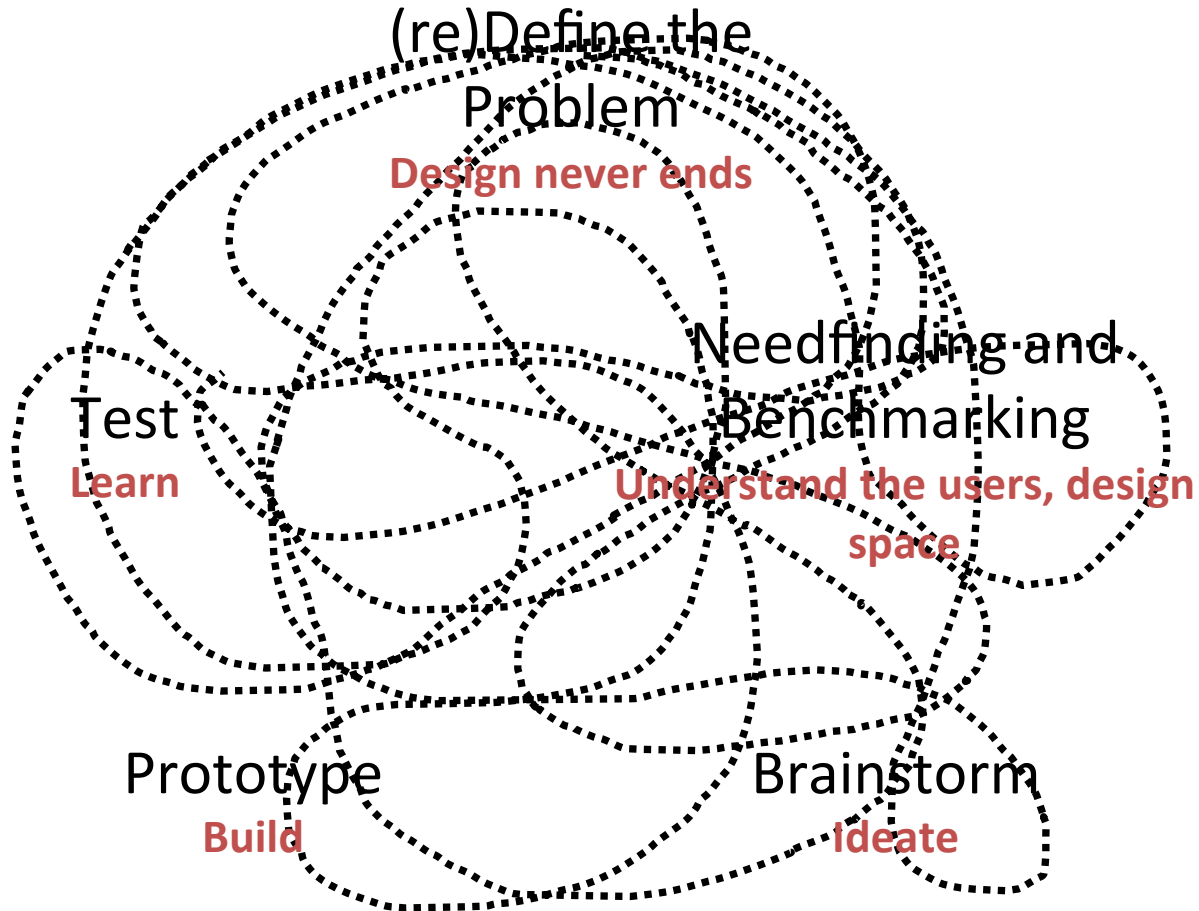 (re)Define the
Problem
Design never ends
Needfinding and
Benchmarking
Understand the users, design
space
Test
Learn
Prototype
Build
Brainstorm
Ideate